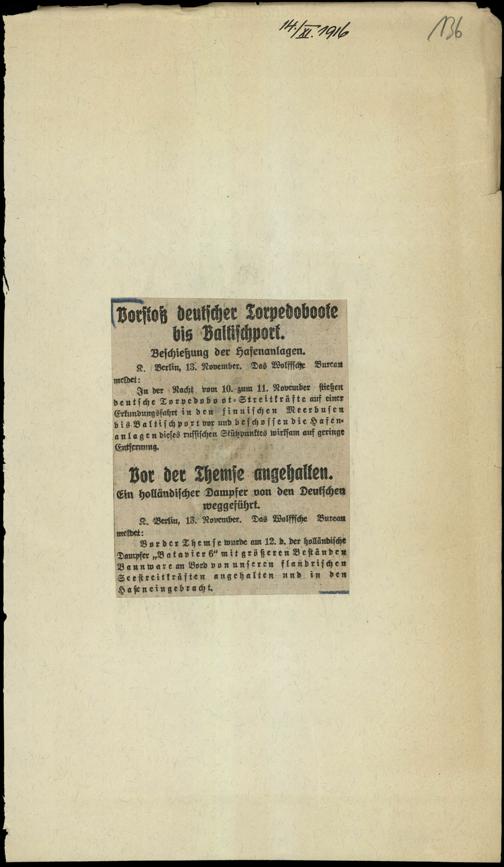 14./XI. 1916
136
Vorstoß deutscher Torpedoboote
bis Baltischport.
Beschießung der Hafenanlagen.
K. Berlin, 13. November. Das Wolffsche Bureau
meldet:
In der Nacht vom 10. zum 11. November stießen
deutsche Torpedoboot-Streitkräfte auf einer
Erkundungsfahrt in den finnischen Meerbusen
bis Baltischport vor und beschossen die Hafen-
anlagen dieses russischen Stützpunktes wirksam auf geringe
Entfernung.
Vor der Themse angehalten.
Ein holländischer Dampfer von den Deutschen
weggeführt.
K. Berlin, 13. November. Das Wolffsche Bureau
meldet:
Vor der Themse wurde am 12. d. der holländische
Dampfer „Batavier 6" mit größeren Beständen
Bannware an Bord von unseren flandrischen
Seestreitkräften angehalten und in den
Hafen eingebracht.